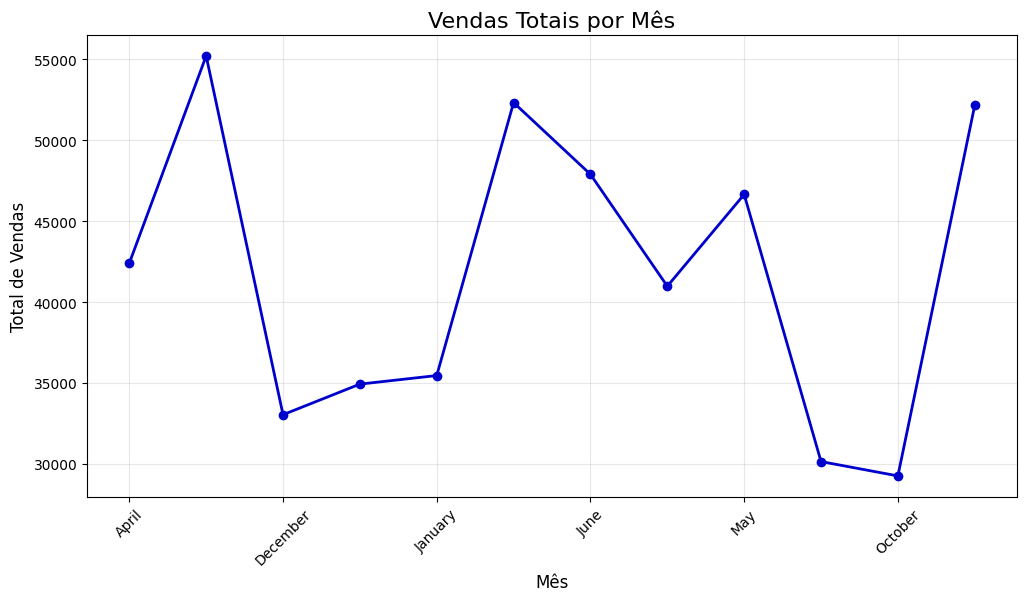 Vendas Totais por Mês
Total de Vendas
55000
50000
45000
40000
35000
30000
April
December
January
June
May
October
Mês